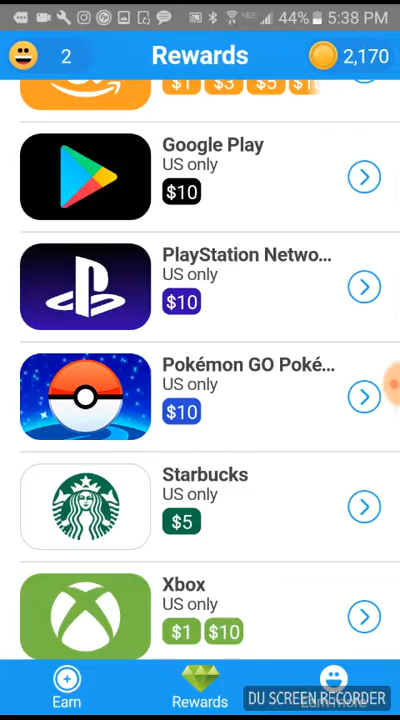 44% 5:38 PM
2 Rewards 2,170
$1 $3 $5
Google Play
US only
$10
PlayStation Netwo...
US only
$10
Pokémon GO Poké...
US only
$10
Starbucks
US only
$5
Xbox
US only
$1 $10
Earn Rewards
DU SCREEN RECORDER